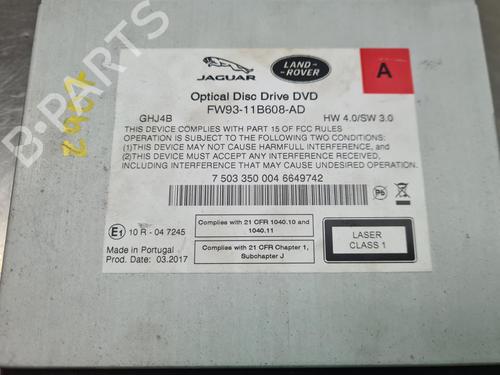 JAGUAR
LAND-
ROVER
A
Optical Disc Drive DVD
FW93-11B608-AD
GHJ4B
HW 4.0/SW 3.0
THIS DEVICE COMPLIES WITH PART 15 OF FCC RULES
OPERATION IS SUBJECT TO THE FOLLOWING TWO CONDITIONS:
(1)THIS DEVICE MAY NOT CAUSE HARMFULL INTERFERENCE, and
(2)THIS DEVICE MUST ACCEPT ANY INTERFERENCE RECEIVED,
INCLUDING INTERFERENCE THAT MAY CAUSE UNDESIRED OPERATION.
7 503 350 004 6649742
E1 10 R - 04 7245
Complies with 21 CFR 1040.10 and
1040.11
Made in Portugal
Prod. Date: 03.2017
Complies with 21 CFR Chapter 1,
Subchapter J
LASER
CLASS 1
B-PARTS